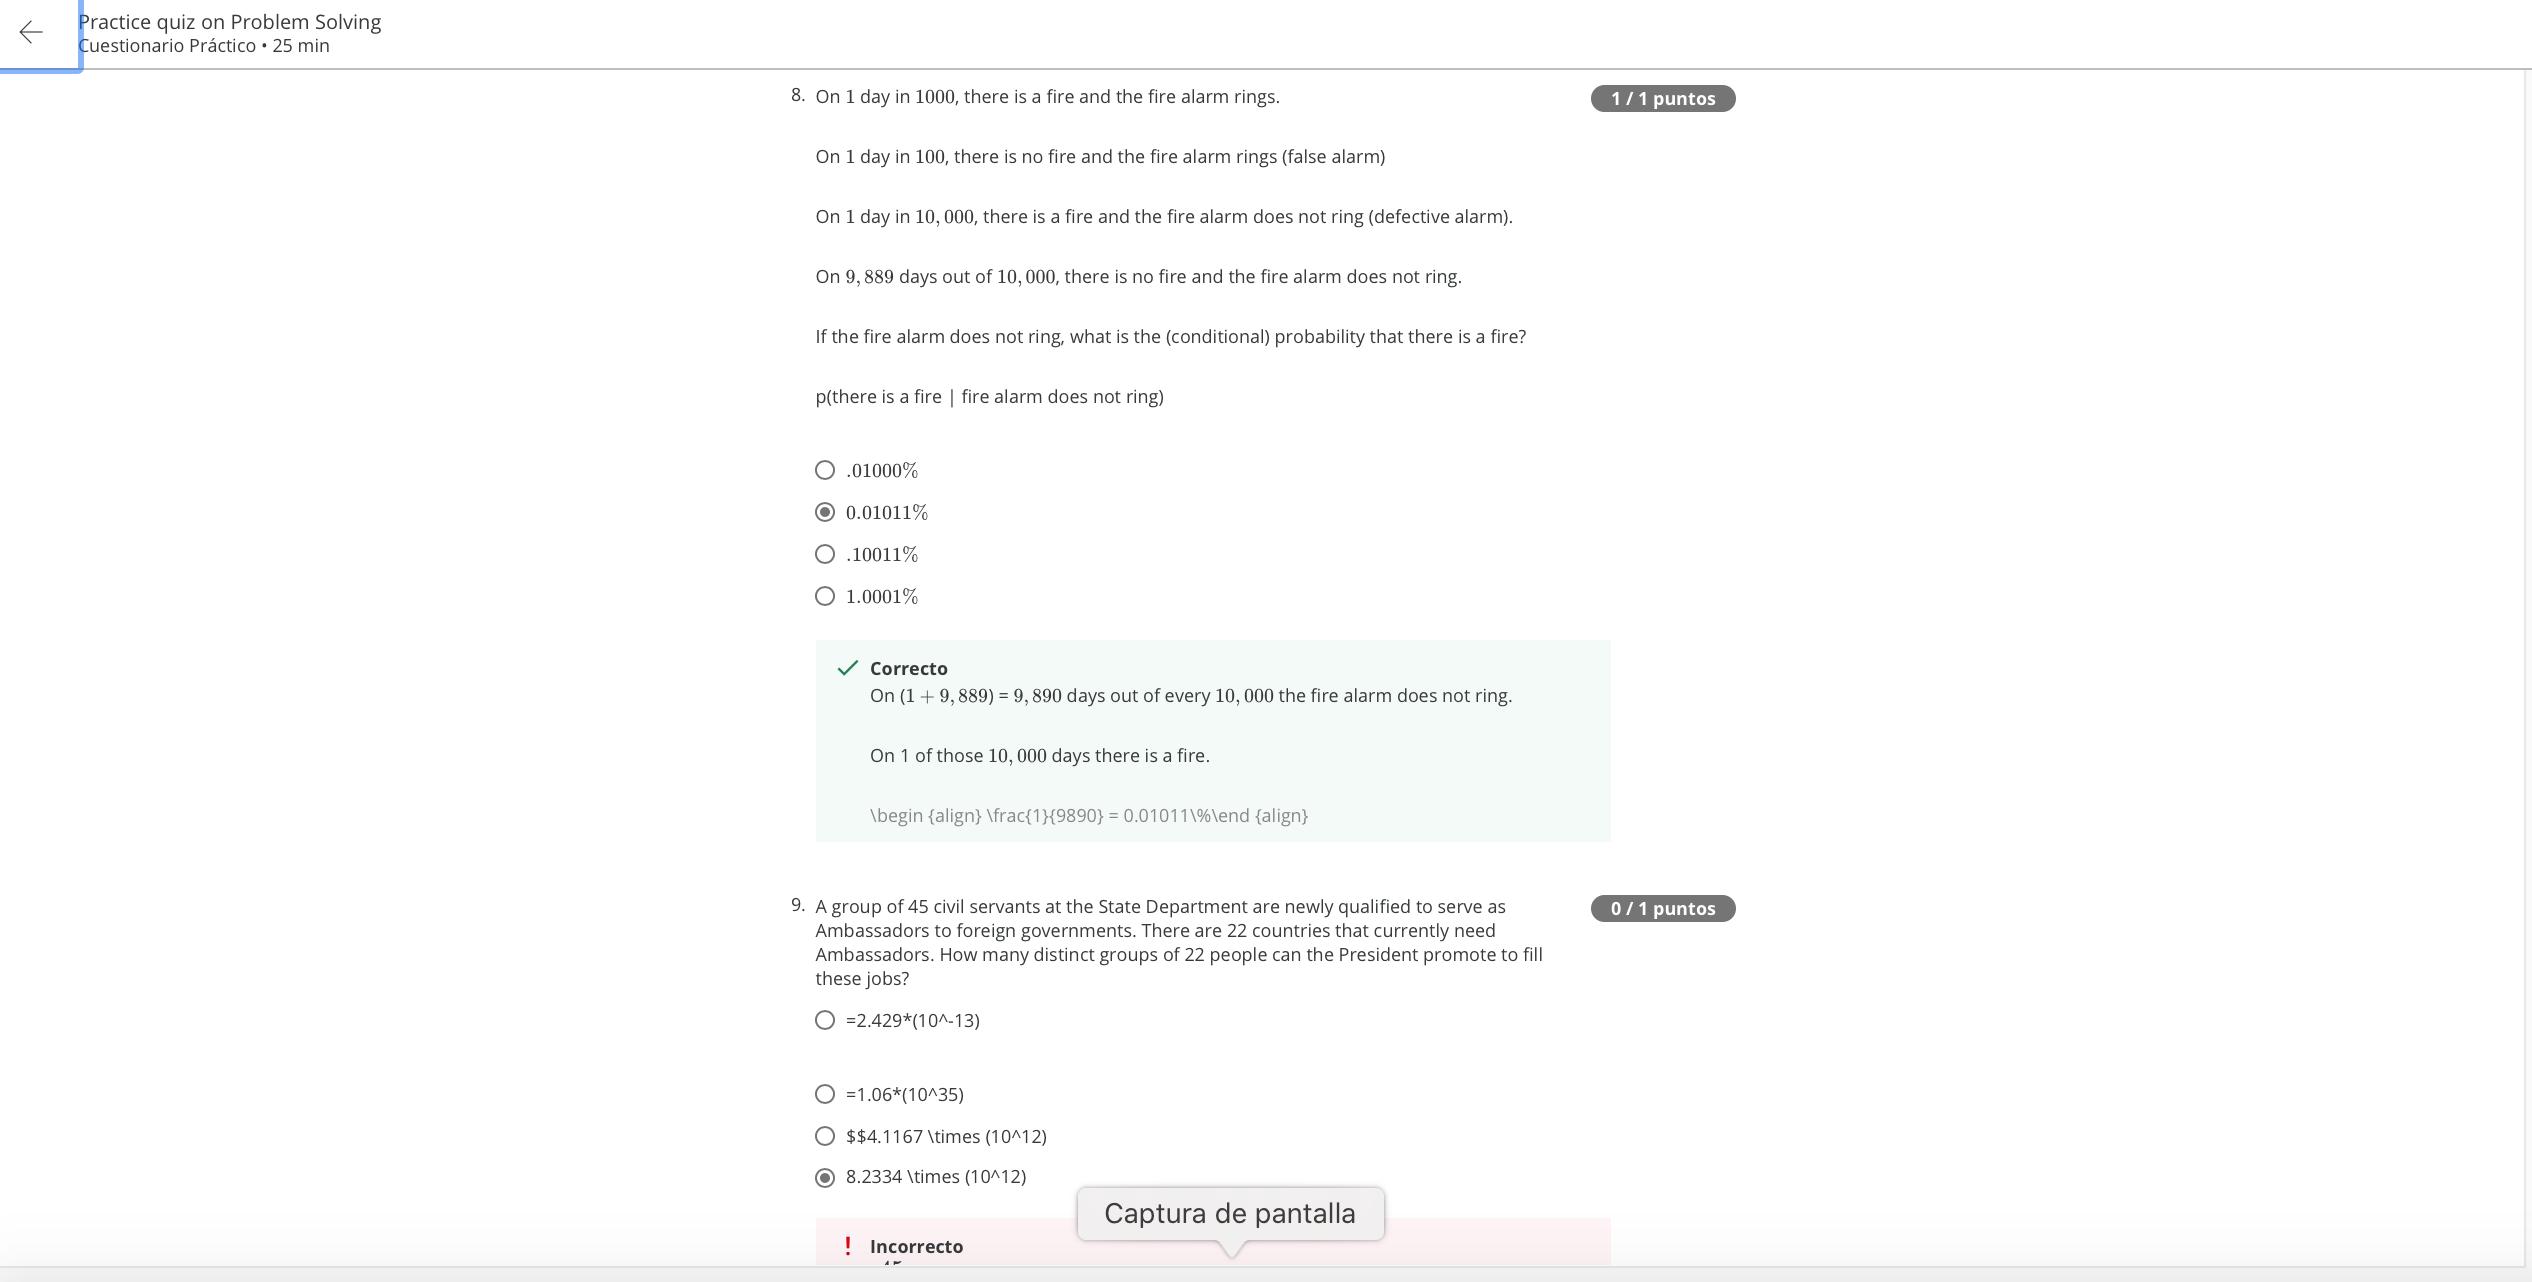 Practice quiz on Problem Solving
Cuestionario Práctico • 25 min
8. On 1 day in 1000, there is a fire and the fire alarm rings.
1 / 1 puntos
On 1 day in 100, there is no fire and the fire alarm rings (false alarm)
On 1 day in 10,000, there is a fire and the fire alarm does not ring (defective alarm).
On 9,889 days out of 10,000, there is no fire and the fire alarm does not ring.
If the fire alarm does not ring, what is the (conditional) probability that there is a fire?
p(there is a fire | fire alarm does not ring)
.01000%
0.01011%
.10011%
1.0001%
Correcto
On (1 + 9,889) = 9,890 days out of every 10,000 the fire alarm does not ring.
On 1 of those 10,000 days there is a fire.
\begin {align} \frac{1}{9890} = 0.01011\%\end {align}
9. A group of 45 civil servants at the State Department are newly qualified to serve as
0 / 1 puntos
Ambassadors to foreign governments. There are 22 countries that currently need
Ambassadors. How many distinct groups of 22 people can the President promote to fill
these jobs?
=2.429*(10^-13)
=1.06*(10^35)
$$4.1167 \times (10^12)
8.2334 \times (10^12)
Captura de pantalla
! Incorrecto